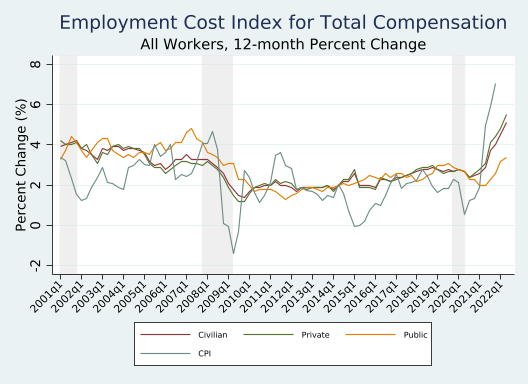 Employment Cost Index for Total Compensation
All Workers, 12-month Percent Change
Percent Change (%)
8
6
4
2
0
-2
2001q1 2002q1 2003q1 2004q1 2005q1 2006q1 2007q1 2008q1 2009q1 2010q1 2011q1 2012q1 2013q1 2014q1 2015q1 2016q1 2017q1 2018q1 2019q1 2020q1 2021q1 2022q1
Civilian Private Public
CPI